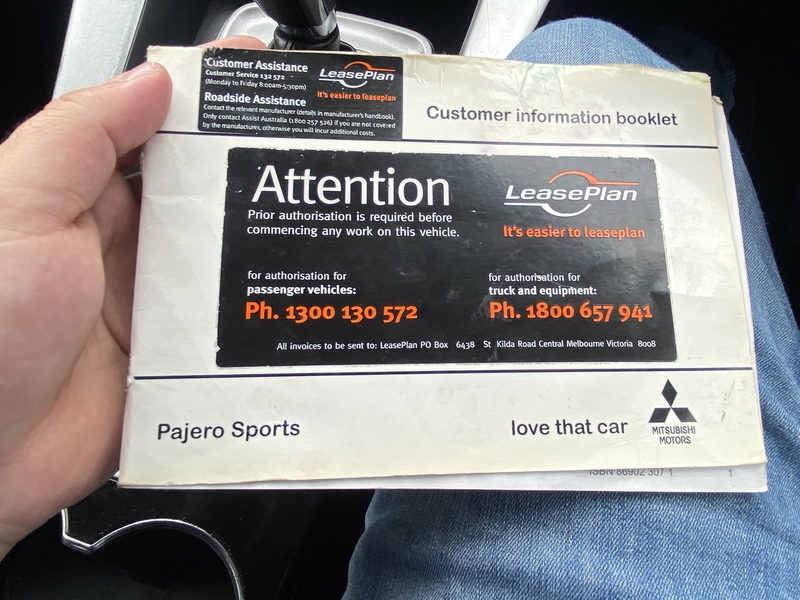 Customer Assistance
Customer Service 132 572
(Monday to Friday 8:00am-5:30pm)
Roadside Assistance
Contact the relevant manufacturer (details in manufacturer's handbook).
Only contact Assist Australia (1800 257 526) if you are not covered
by the manufacturer, otherwise you will incur additional costs.
LeasePlan
It's easier to leaseplan
Customer information booklet
Attention
Prior authorisation is required before
commencing any work on this vehicle.
LeasePlan
It's easier to leaseplan
for authorisation for
passenger vehicles:
Ph. 1300 130 572
for authorisation for
truck and equipment:
Ph. 1800 657 941
All invoices to be sent to: LeasePlan PO Box 6438 St Kilda Road Central Melbourne Victoria 8008
Pajero Sports
love that car
MITSUBISHI
MOTORS
ISBN 86902 307 1
1